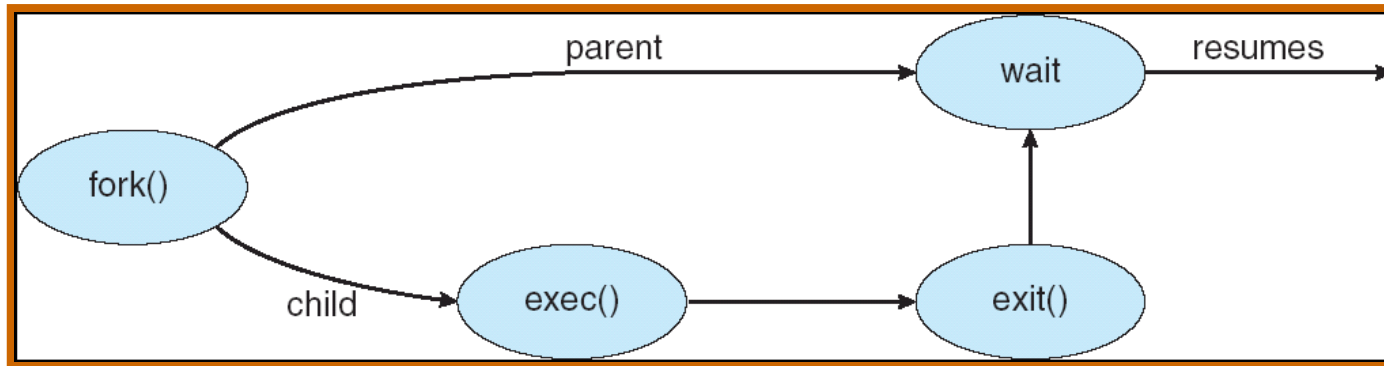 parent
wait
resumes
fork()
child
exec()
exit()